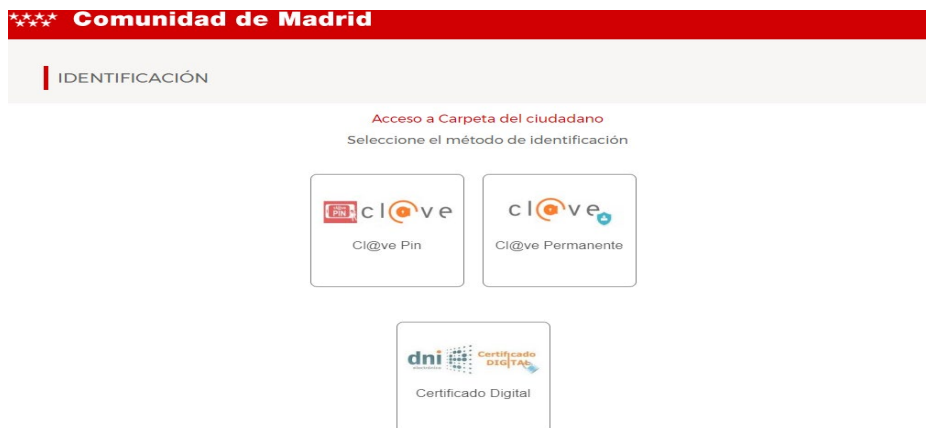 Comunidad de Madrid
IDENTIFICACIÓN
Acceso a Carpeta del ciudadano
Seleccione el método de identificación
PIN cl@ve
Cl@ve Pin
cl@ve
Cl@ve Permanente
dni
Certificado
DIGITAL
Certificado Digital